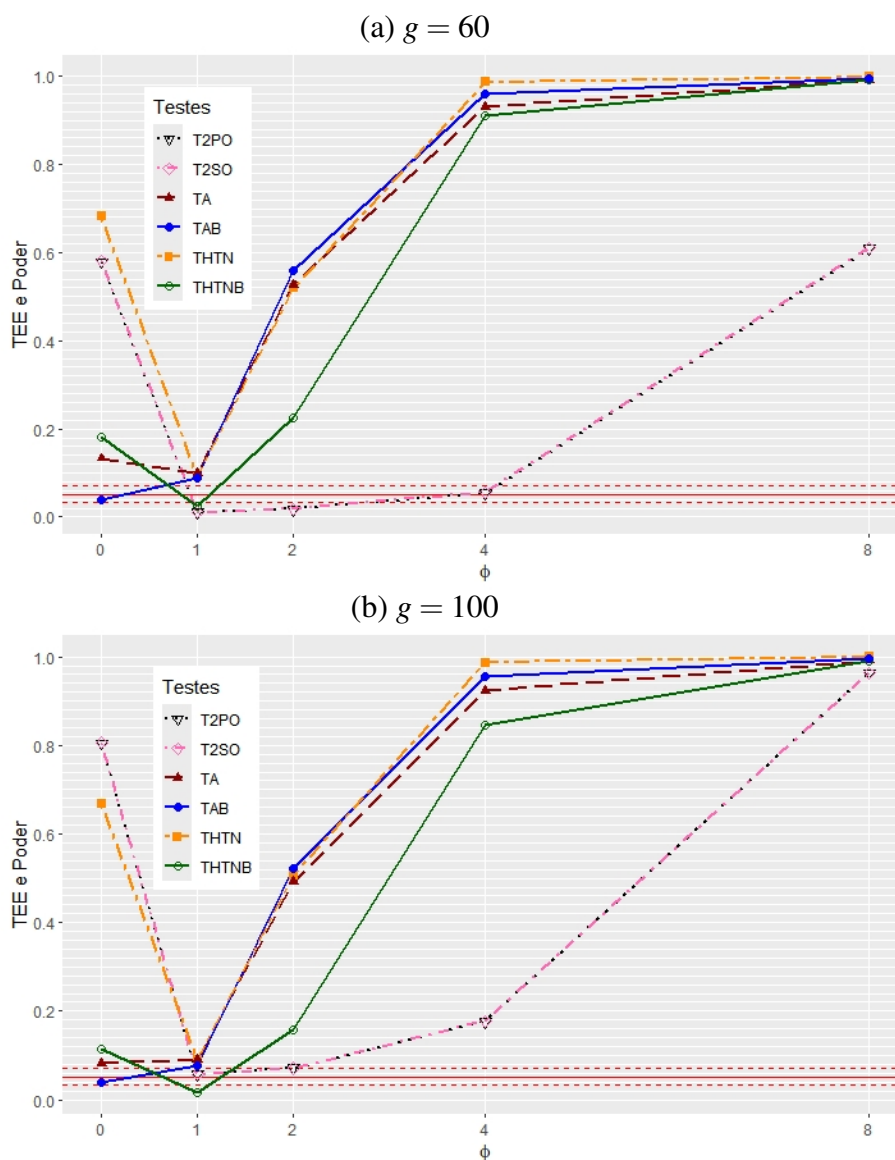 (a) g = 60
1.0
0.8
0.6
0.4
0.2
0.0
TEE e Poder
Testes
T2PO
T2SO
TA
TAB
THTN
THTNB
0 1 2 4 8
ϕ
(b) g = 100
1.0
0.8
0.6
0.4
0.2
0.0
TEE e Poder
Testes
T2PO
T2SO
TA
TAB
THTN
THTNB
0 1 2 4 8
ϕ